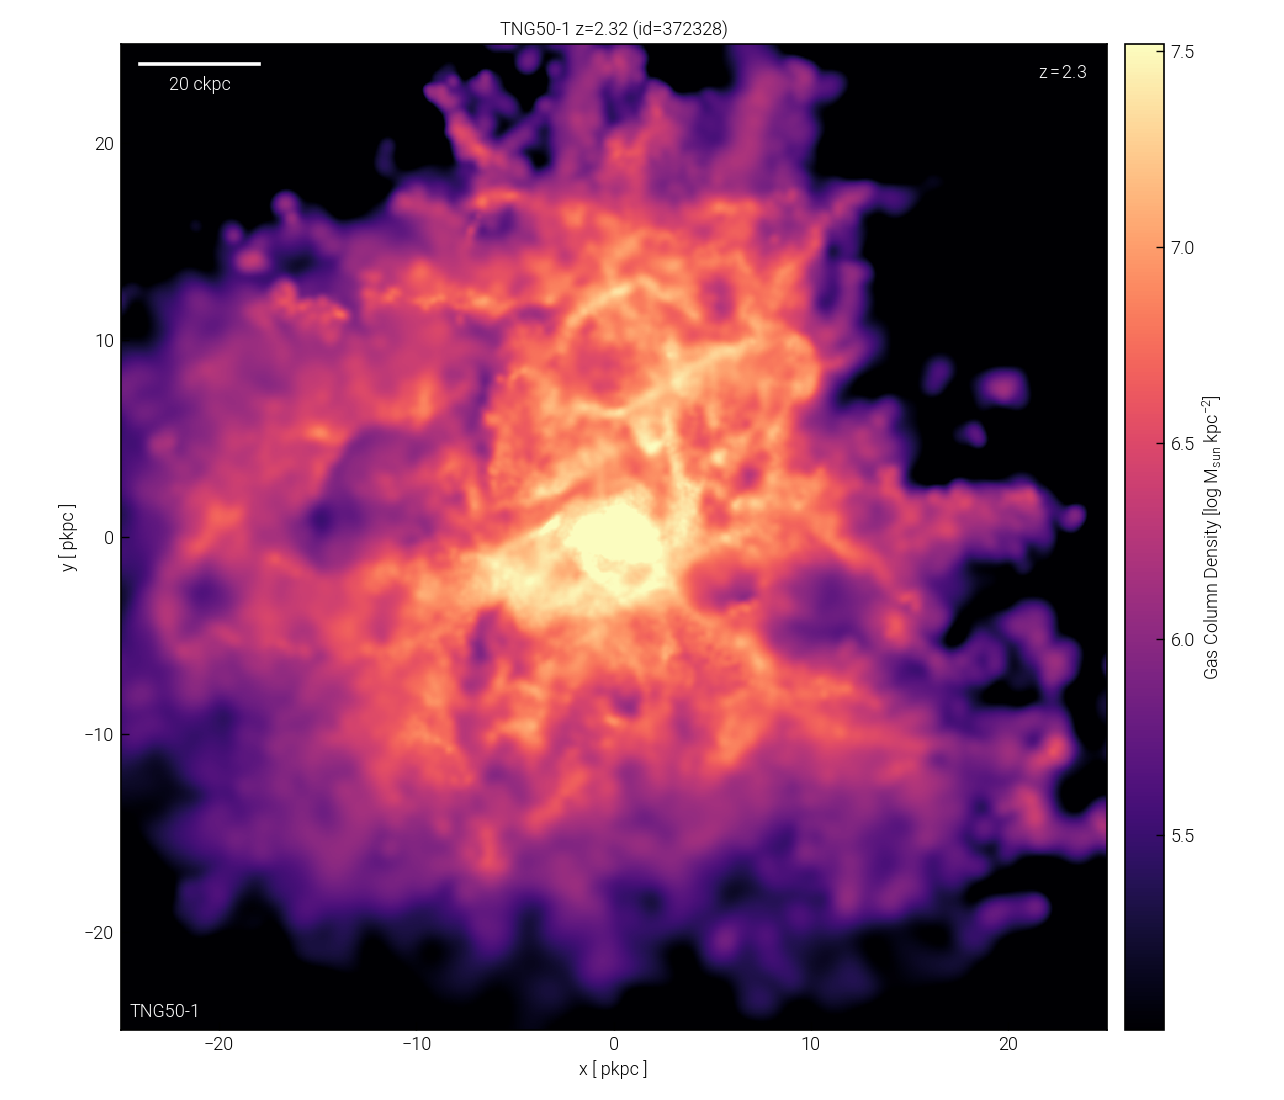 TNG50-1 z=2.32 (id=372328)
20 ckpc
z=2.3
TNG50-1
20
10
0
−10
−20
y [ pkpc ]
−20
−10
0
10
20
x [ pkpc ]
7.5
7.0
6.5
6.0
5.5
Gas Column Density [log M_sun kpc^−2]